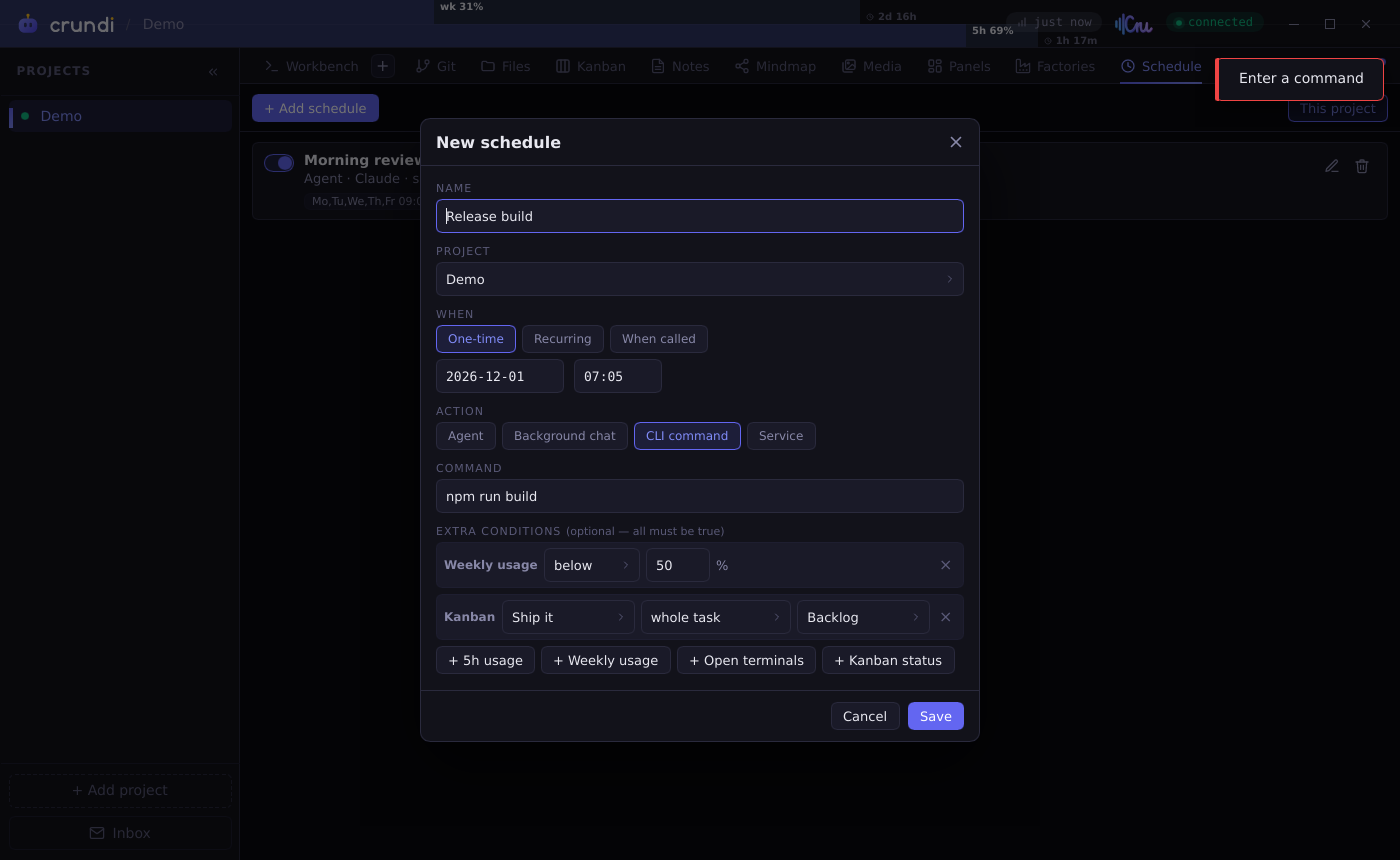 wk 31%
2d 16h
5h 69%
1h 17m
crundi / Demo
just now
Cru
connected
PROJECTS
Workbench
+
Git
Files
Kanban
Notes
Mindmap
Media
Panels
Factories
Schedule
Enter a command
Demo
+ Add schedule
This project
Morning review
Agent · Claude · s
Mo,Tu,We,Th,Fr 09:0
New schedule
NAME
Release build
PROJECT
Demo
WHEN
One-time
Recurring
When called
2026-12-01
07:05
ACTION
Agent
Background chat
CLI command
Service
COMMAND
npm run build
EXTRA CONDITIONS (optional — all must be true)
Weekly usage below 50 %
Kanban Ship it whole task Backlog
+ 5h usage
+ Weekly usage
+ Open terminals
+ Kanban status
Cancel
Save
+ Add project
Inbox